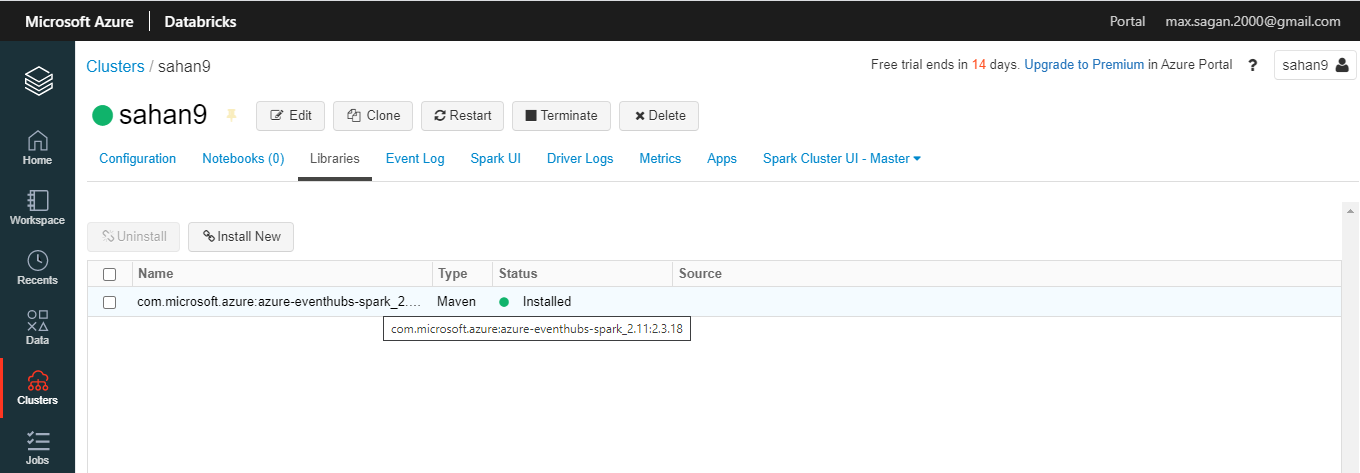 Microsoft Azure Databricks Portal max.sagan.2000@gmail.com
Clusters / sahan9 Free trial ends in 14 days. Upgrade to Premium in Azure Portal ? sahan9
sahan9 Edit Clone Restart Terminate Delete
Configuration Notebooks (0) Libraries Event Log Spark UI Driver Logs Metrics Apps Spark Cluster UI - Master
Uninstall Install New
Name Type Status Source
com.microsoft.azure:azure-eventhubs-spark_2.... Maven Installed
com.microsoft.azure:azure-eventhubs-spark_2.11:2.3.18
Home
Workspace
Recents
Data
Clusters
Jobs